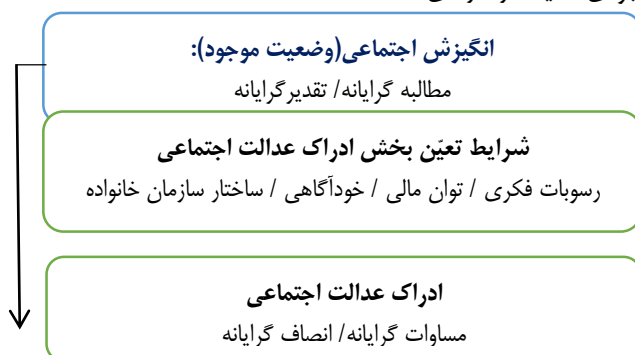 انگیزش اجتماعی(وضعیت موجود):
مطالبه گرایانه/ تقدیرگرایانه
شرایط تعیّن بخش ادراک عدالت اجتماعی
رسوبات فکری / توان مالی / خودآگاهی / ساختار سازمان خانواده
ادراک عدالت اجتماعی
مساوات گرایانه/ انصاف گرایانه